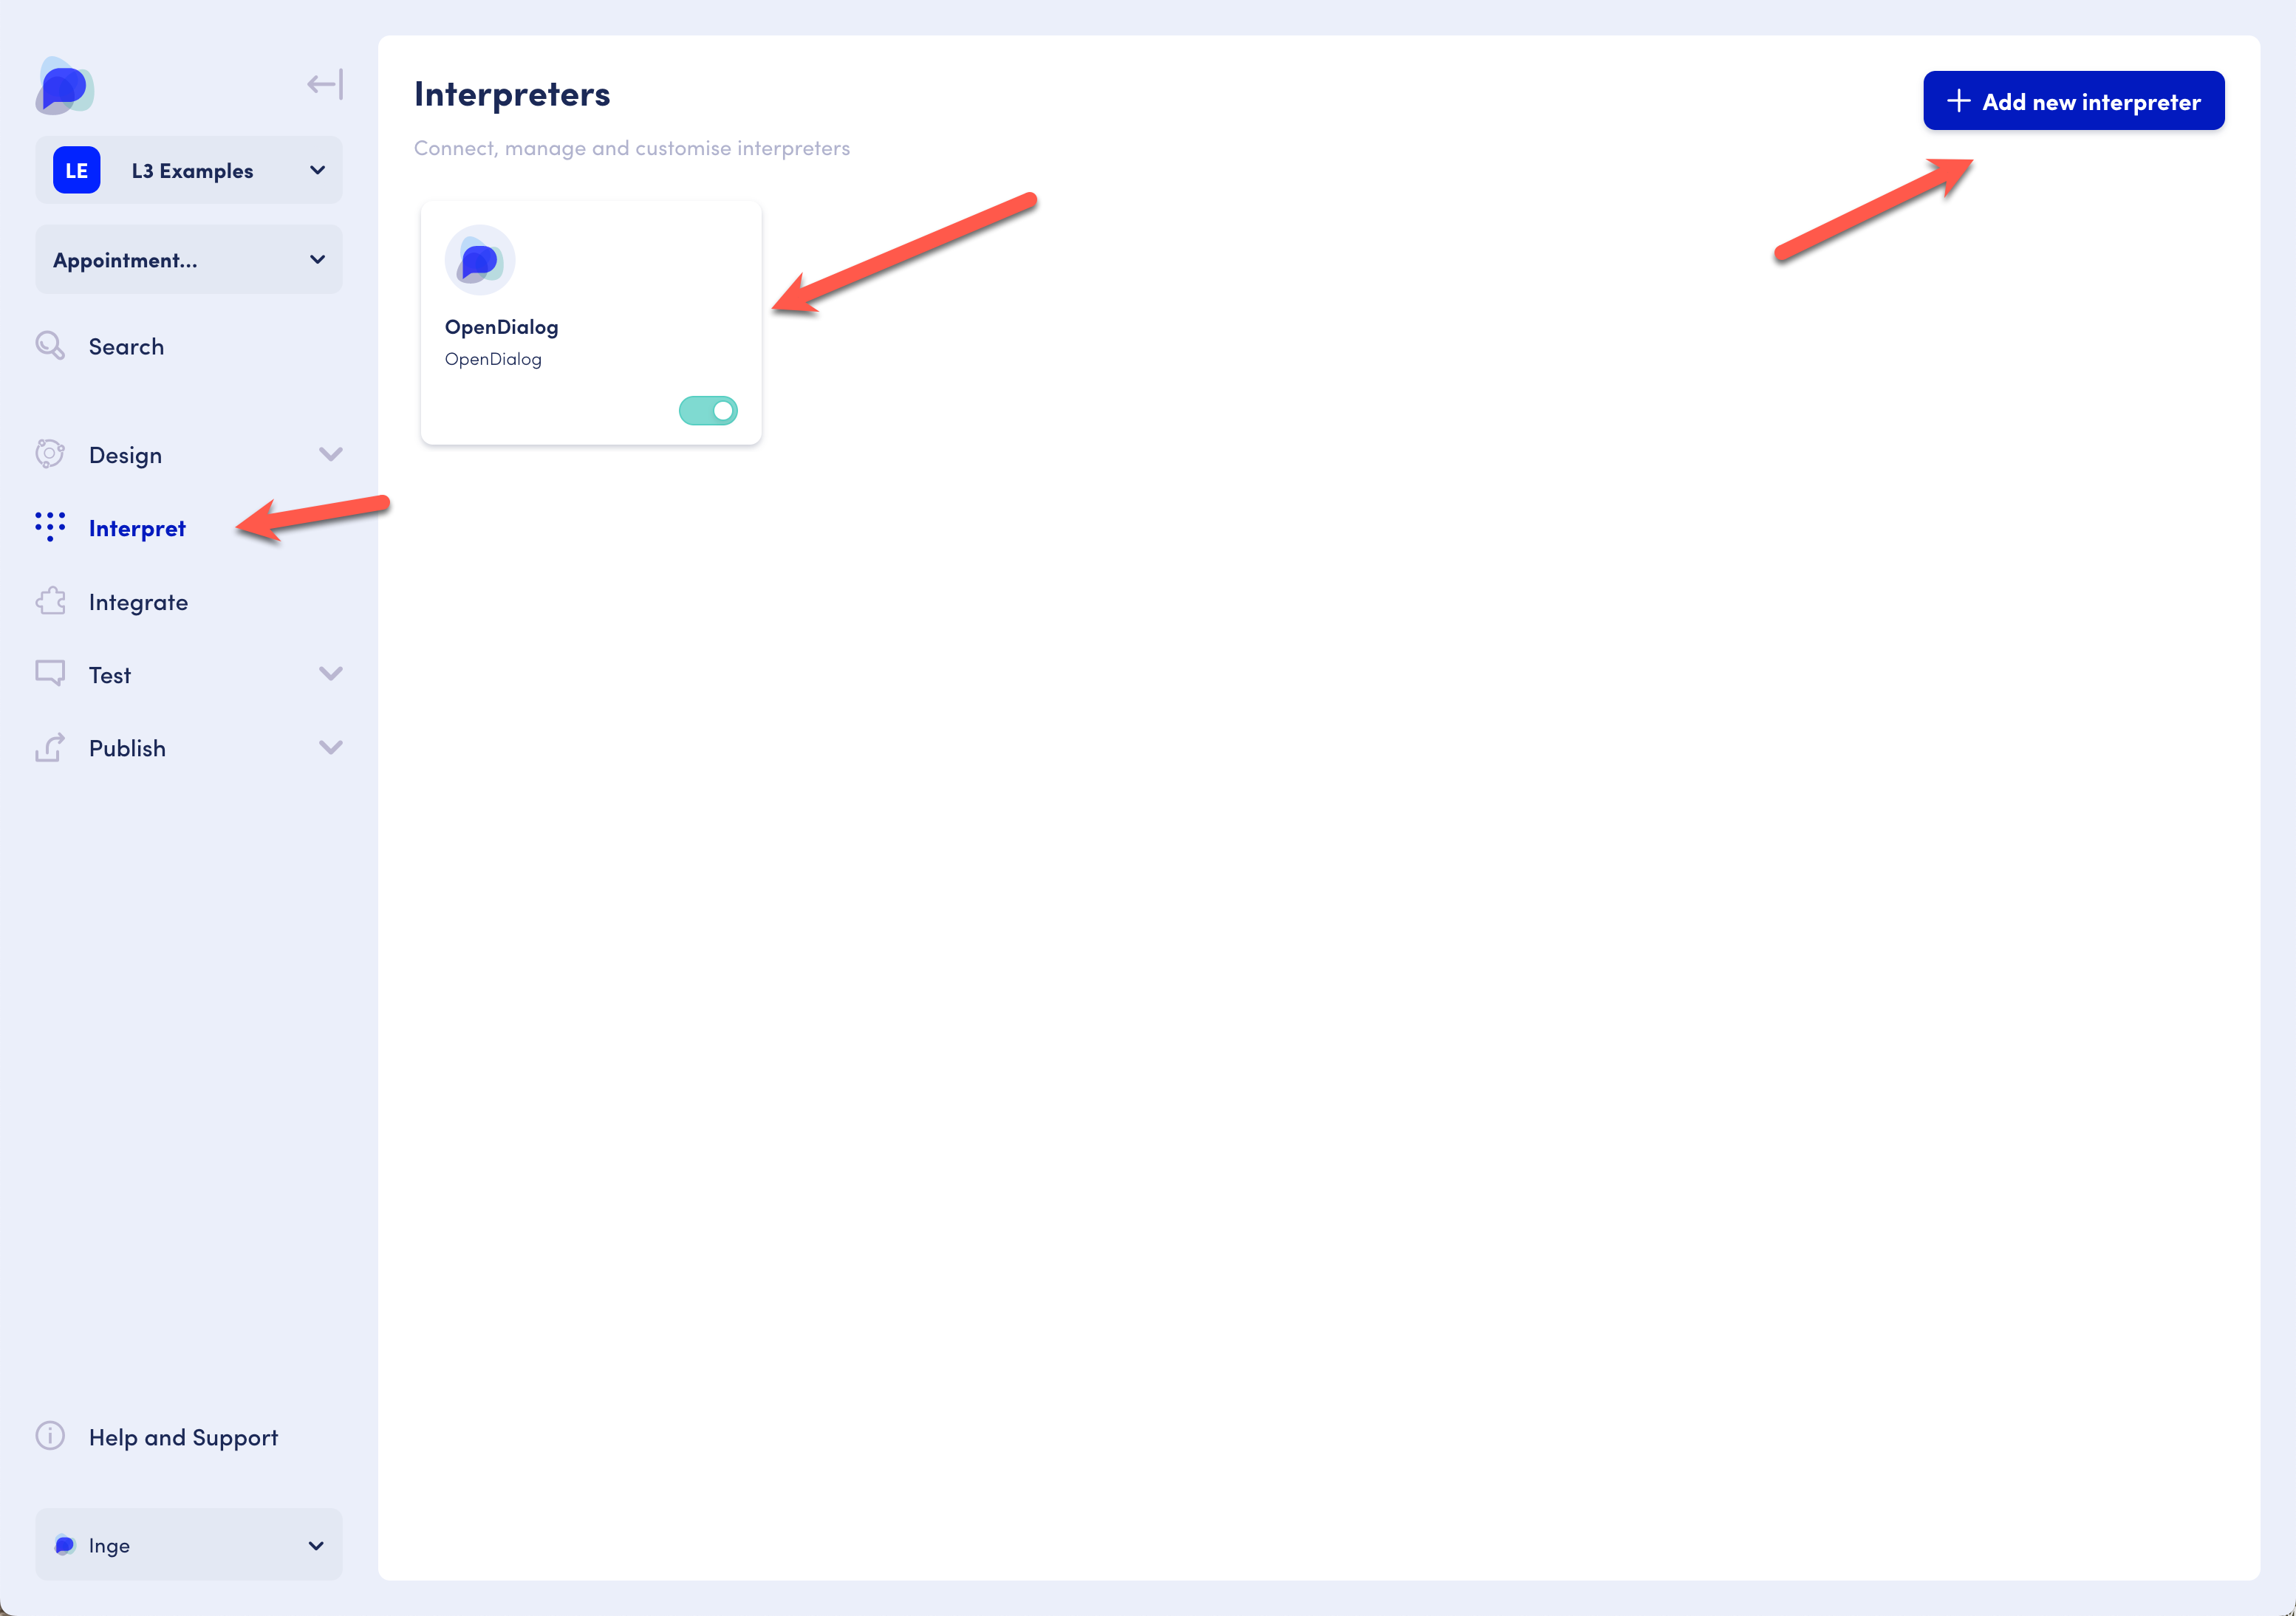 LE
L3 Examples
Appointment...
Search
Design
Interpret
Integrate
Test
Publish
Help and Support
Inge
Interpreters
Connect, manage and customise interpreters
Add new interpreter
OpenDialog
OpenDialog